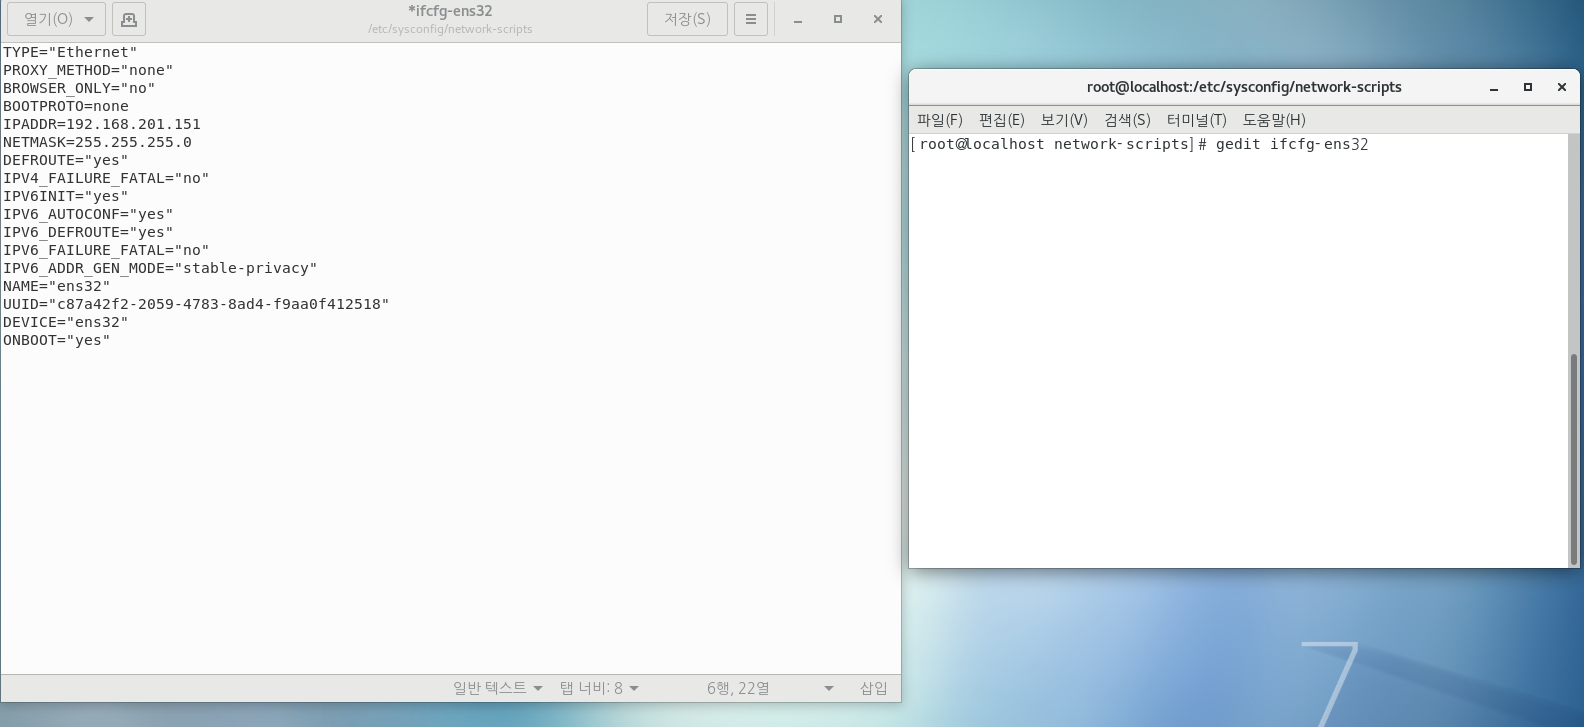 열기(O)
*ifcfg-ens32
/etc/sysconfig/network-scripts
저장(S)
TYPE="Ethernet"
PROXY_METHOD="none"
BROWSER_ONLY="no"
BOOTPROTO=none
IPADDR=192.168.201.151
NETMASK=255.255.255.0
DEFROUTE="yes"
IPV4_FAILURE_FATAL="no"
IPV6INIT="yes"
IPV6_AUTOCONF="yes"
IPV6_DEFROUTE="yes"
IPV6_FAILURE_FATAL="no"
IPV6_ADDR_GEN_MODE="stable-privacy"
NAME="ens32"
UUID="c87a42f2-2059-4783-8ad4-f9aa0f412518"
DEVICE="ens32"
ONBOOT="yes"
일반 텍스트 탭 너비: 8 6행, 22열 삽입
root@localhost:/etc/sysconfig/network-scripts
파일(F) 편집(E) 보기(V) 검색(S) 터미널(T) 도움말(H)
[root@localhost network-scripts]# gedit ifcfg-ens32
7